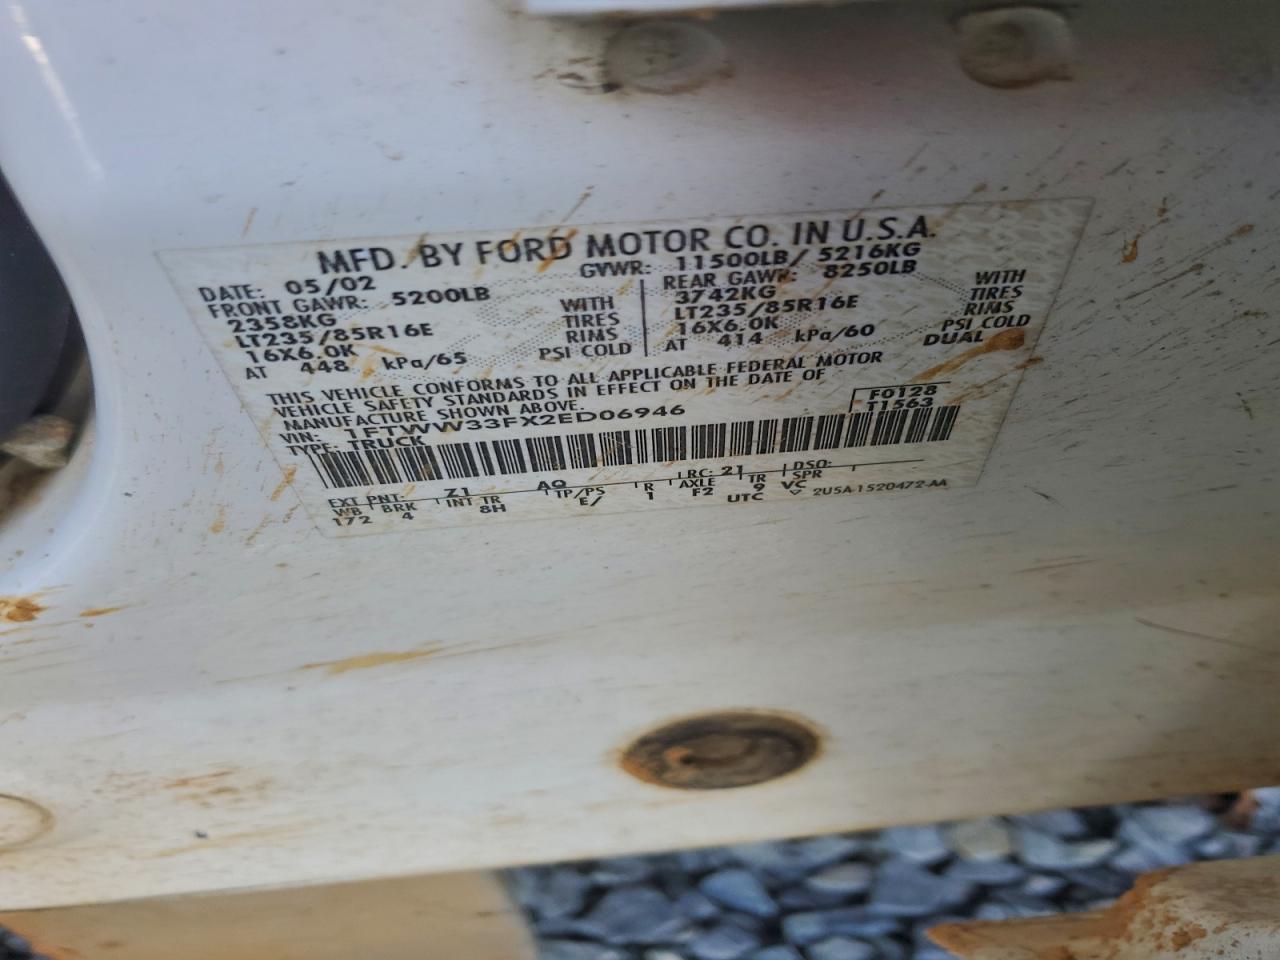 MFD. BY FORD MOTOR CO. IN U.S.A.
DATE: 05/02 GVWR: 11500LB/ 5216KG
FRONT GAWR: 5200LB REAR GAWR: 8250LB
2358KG WITH 3742KG WITH
LT235/85R16E TIRES LT235/85R16E TIRES
16X6.0K RIMS 16X6.0K RIMS
AT 448 kPa/65 PSI COLD AT 414 kPa/60 PSI COLD
DUAL
THIS VEHICLE CONFORMS TO ALL APPLICABLE FEDERAL MOTOR
VEHICLE SAFETY STANDARDS IN EFFECT ON THE DATE OF
MANUFACTURE SHOWN ABOVE.
VIN: 1FTWW33FX2ED06946 F0128
TYPE: TRUCK T1563
EXT PNT: Z1 AQ RC: 21 DSO:
WB BRK INT TR TP/PS R AXLE TR SPR
172 4 8H E/ 1 F2 9 VC
UTC ▽ 2U5A-1520472-AA